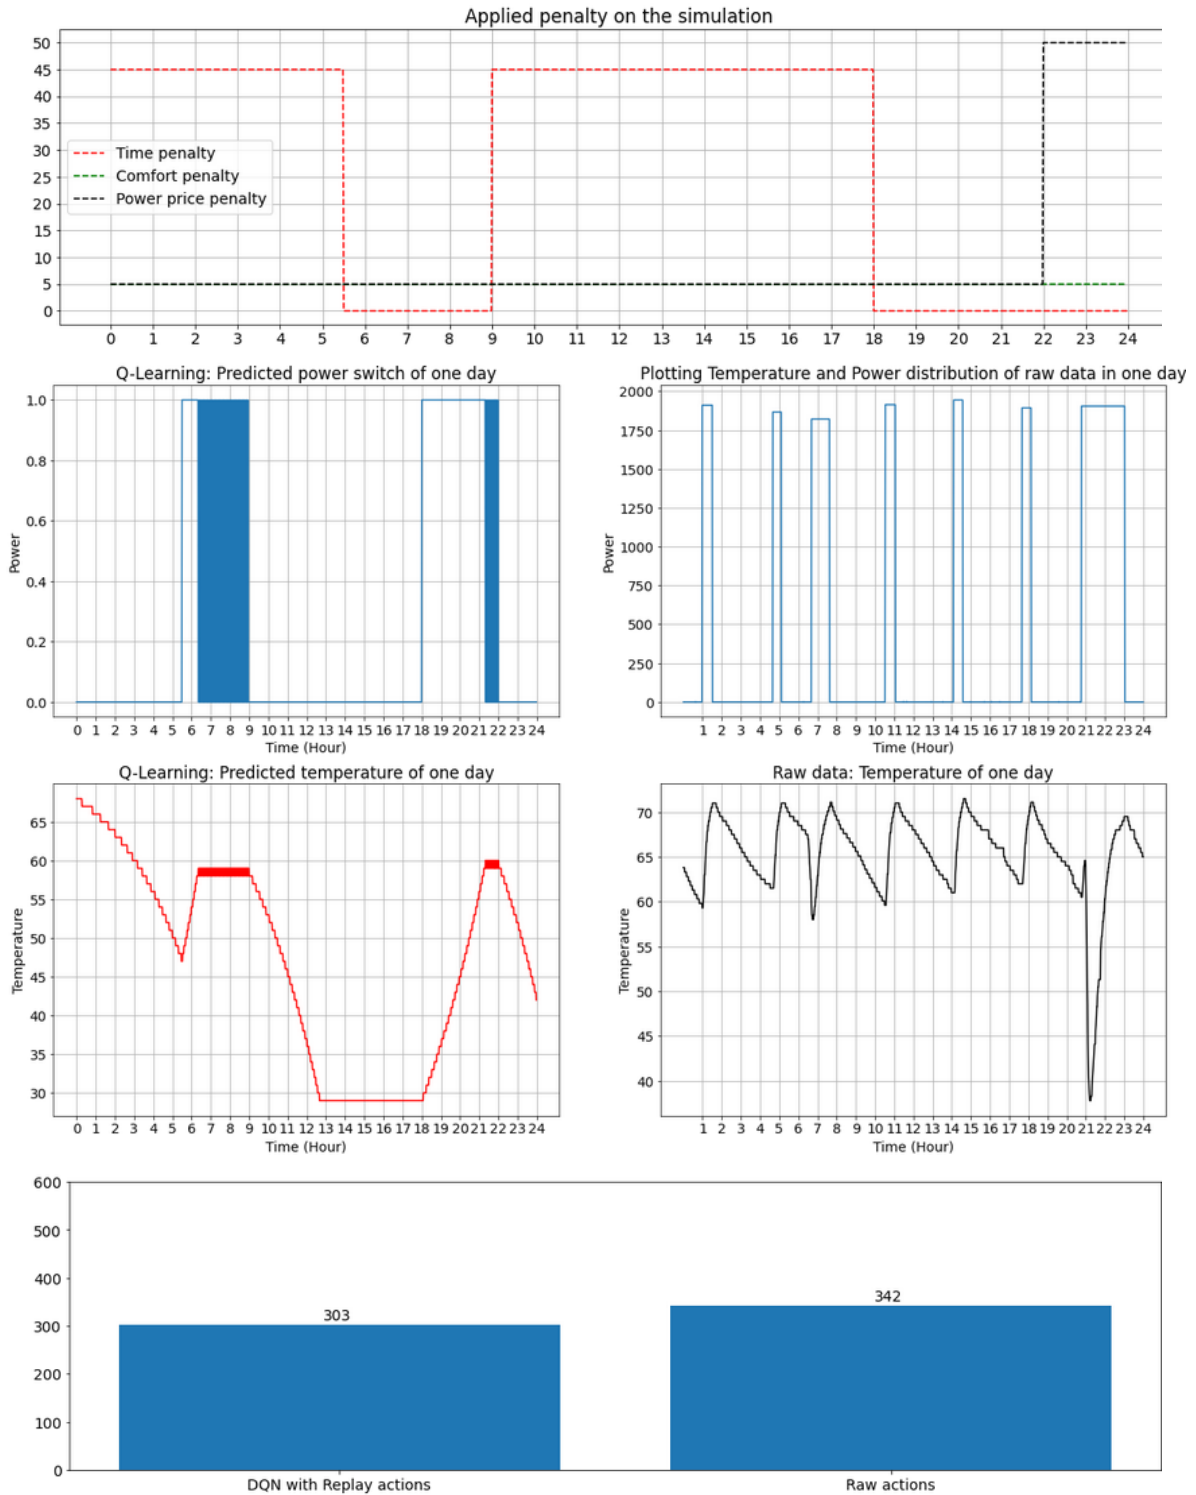 Applied penalty on the simulation
50
45
40
35
30
25
20
15
10
5
0
Time penalty
Comfort penalty
Power price penalty
0 1 2 3 4 5 6 7 8 9 10 11 12 13 14 15 16 17 18 19 20 21 22 23 24
Q-Learning: Predicted power switch of one day
1.0
0.8
0.6
0.4
0.2
0.0
Power
0 1 2 3 4 5 6 7 8 9 10 11 12 13 14 15 16 17 18 19 20 21 22 23 24
Time (Hour)
Plotting Temperature and Power distribution of raw data in one day
2000
1750
1500
1250
1000
750
500
250
0
Power
1 2 3 4 5 6 7 8 9 10 11 12 13 14 15 16 17 18 19 20 21 22 23 24
Time (Hour)
Q-Learning: Predicted temperature of one day
65
60
55
50
45
40
35
30
Temperature
0 1 2 3 4 5 6 7 8 9 10 11 12 13 14 15 16 17 18 19 20 21 22 23 24
Time (Hour)
Raw data: Temperature of one day
70
65
60
55
50
45
40
Temperature
1 2 3 4 5 6 7 8 9 10 11 12 13 14 15 16 17 18 19 20 21 22 23 24
Time (Hour)
600
500
400
300
200
100
0
303
342
DQN with Replay actions
Raw actions